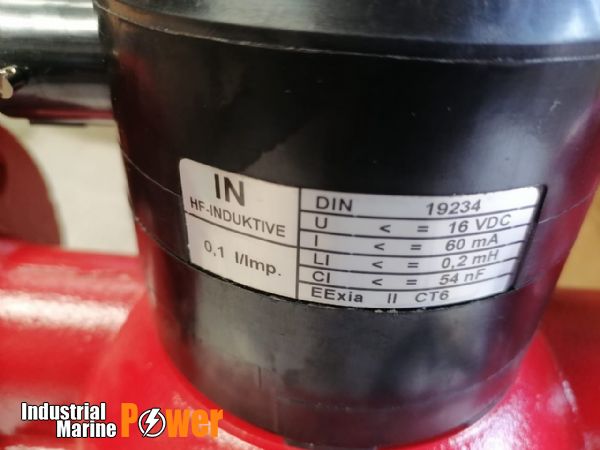 IN
HF-INDUKTIVE
0,1 l/Imp.
DIN 19234
U < = 16 VDC
I < = 60 mA
LI < = 0,2 mH
CI < = 54 nF
EExia II CT6
Industrial
Marine Power